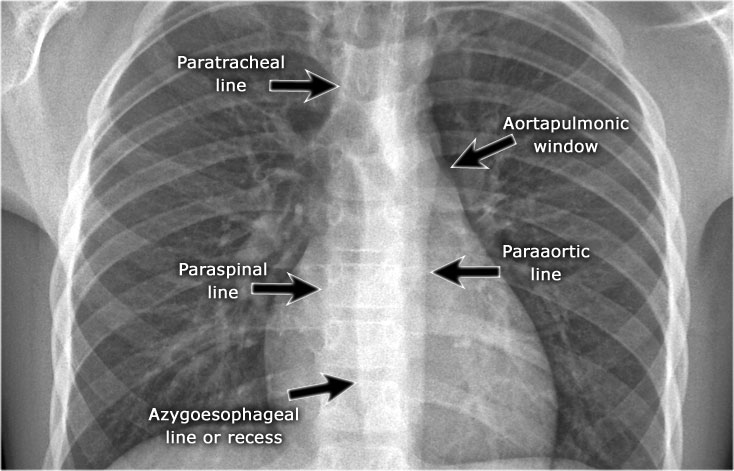 Paratracheal
line
Aortapulmonic
window
Paraaortic
line
Paraspinal
line
Azygoesophageal
line or recess